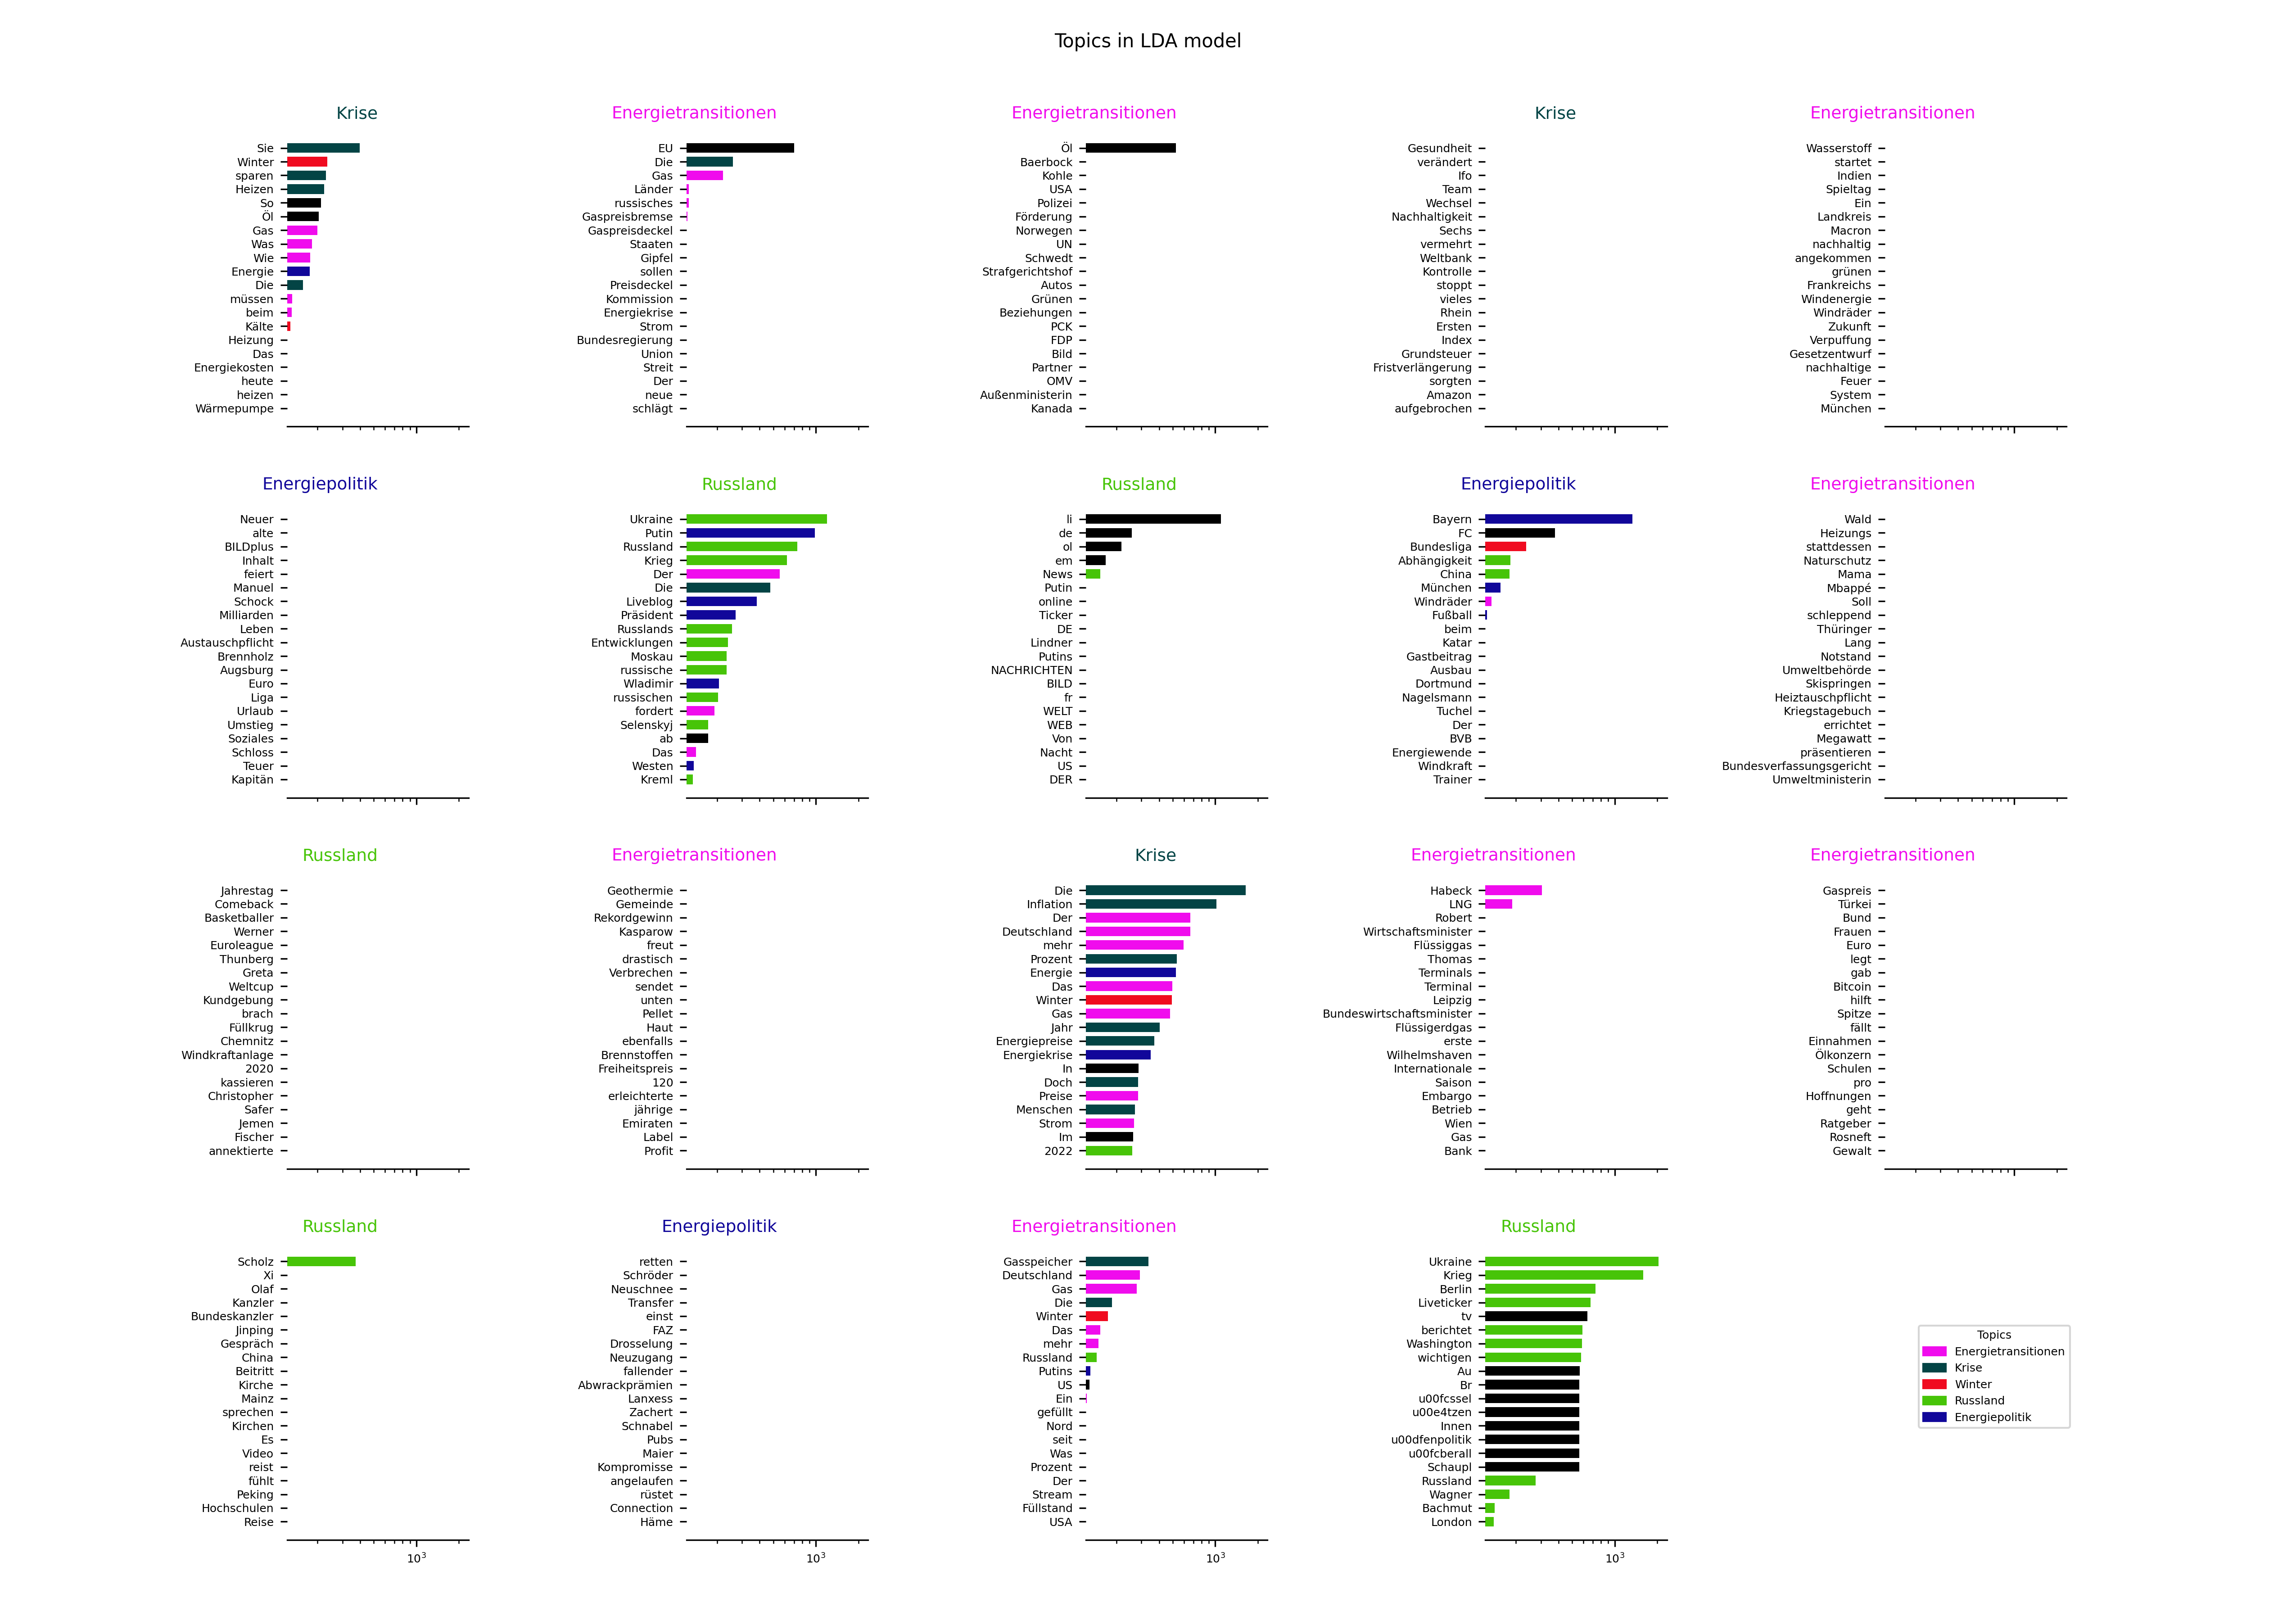 Topics in LDA model
Krise
Sie
Winter
sparen
Heizen
So
Öl
Gas
Was
Wie
Energie
Die
müssen
beim
Kälte
Heizung
Das
Energiekosten
heute
heizen
Wärmepumpe
Energietransitionen
EU
Die
Gas
Länder
russisches
Gaspreisbremse
Gaspreisdeckel
Staaten
Gipfel
sollen
Preisdeckel
Kommission
Energiekrise
Strom
Bundesregierung
Union
Streit
Der
neue
schlägt
Energietransitionen
Öl
Baerbock
Kohle
USA
Polizei
Förderung
Norwegen
UN
Schwedt
Strafgerichtshof
Autos
Grünen
Beziehungen
PCK
FDP
Bild
Partner
OMV
Außenministerin
Kanada
Krise
Gesundheit
verändert
Ifo
Team
Wechsel
Nachhaltigkeit
Sechs
vermehrt
Weltbank
Kontrolle
stoppt
vieles
Rhein
Ersten
Index
Grundsteuer
Fristverlängerung
sorgten
Amazon
aufgebrochen
Energietransitionen
Wasserstoff
startet
Indien
Spieltag
Ein
Landkreis
Macron
nachhaltig
angekommen
grünen
Frankreichs
Windenergie
Windräder
Zukunft
Verpuffung
Gesetzentwurf
nachhaltige
Feuer
System
München
Energiepolitik
Neuer
alte
BILDplus
Inhalt
feiert
Manuel
Schock
Milliarden
Leben
Austauschpflicht
Brennholz
Augsburg
Euro
Liga
Urlaub
Umstieg
Soziales
Schloss
Teuer
Kapitän
Russland
Ukraine
Putin
Russland
Krieg
Der
Die
Liveblog
Präsident
Russlands
Entwicklungen
Moskau
russische
Wladimir
russischen
fordert
Selenskyj
ab
Das
Westen
Kreml
Russland
li
de
ol
em
News
Putin
online
Ticker
DE
Lindner
Putins
NACHRICHTEN
BILD
fr
WELT
WEB
Von
Nacht
US
DER
Energiepolitik
Bayern
FC
Bundesliga
Abhängigkeit
China
München
Windräder
Fußball
beim
Katar
Gastbeitrag
Ausbau
Dortmund
Nagelsmann
Tuchel
Der
BVB
Energiewende
Windkraft
Trainer
Energietransitionen
Wald
Heizungs
stattdessen
Naturschutz
Mama
Mbappé
Soll
schleppend
Thüringer
Lang
Notstand
Umweltbehörde
Skispringen
Heiztauschpflicht
Kriegstagebuch
errichtet
Megawatt
präsentieren
Bundesverfassungsgericht
Umweltministerin
Russland
Jahrestag
Comeback
Basketballer
Werner
Euroleague
Thunberg
Greta
Weltcup
Kundgebung
brach
Füllkrug
Chemnitz
Windkraftanlage
2020
kassieren
Christopher
Safer
Jemen
Fischer
annektierte
Energietransitionen
Geothermie
Gemeinde
Rekordgewinn
Kasparow
freut
drastisch
Verbrechen
sendet
unten
Pellet
Haut
ebenfalls
Brennstoffen
Freiheitspreis
120
erleichterte
jährige
Emiraten
Label
Profit
Krise
Die
Inflation
Der
Deutschland
mehr
Prozent
Energie
Das
Winter
Gas
Jahr
Energiepreise
Energiekrise
In
Doch
Preise
Menschen
Strom
Im
2022
Energietransitionen
Habeck
LNG
Robert
Wirtschaftsminister
Flüssiggas
Thomas
Terminals
Terminal
Leipzig
Bundeswirtschaftsminister
Flüssigerdgas
erste
Wilhelmshaven
Internationale
Saison
Embargo
Betrieb
Wien
Gas
Bank
Energietransitionen
Gaspreis
Türkei
Bund
Frauen
Euro
legt
gab
Bitcoin
hilft
Spitze
fällt
Einnahmen
Ölkonzern
Schulen
pro
Hoffnungen
geht
Ratgeber
Rosneft
Gewalt
Russland
Scholz
Xi
Olaf
Kanzler
Bundeskanzler
Jinping
Gespräch
China
Beitritt
Kirche
Mainz
sprechen
Kirchen
Es
Video
reist
fühlt
Peking
Hochschulen
Reise
10³
Energiepolitik
retten
Schröder
Neuschnee
Transfer
einst
FAZ
Drosselung
Neuzugang
fallender
Abwrackprämien
Lanxess
Zachert
Schnabel
Pubs
Maier
Kompromisse
angelaufen
rüstet
Connection
Häme
10³
Energietransitionen
Gasspeicher
Deutschland
Gas
Die
Winter
Das
mehr
Russland
Putins
US
Ein
gefüllt
Nord
seit
Was
Prozent
Der
Stream
Füllstand
USA
10³
Russland
Ukraine
Krieg
Berlin
Liveticker
tv
berichtet
Washington
wichtigen
Au
Br
u00fcssel
u00e4tzen
Innen
u00dfenpolitik
u00fcberall
Schaupl
Russland
Wagner
Bachmut
London
10³
Topics
Energietransitionen
Krise
Winter
Russland
Energiepolitik